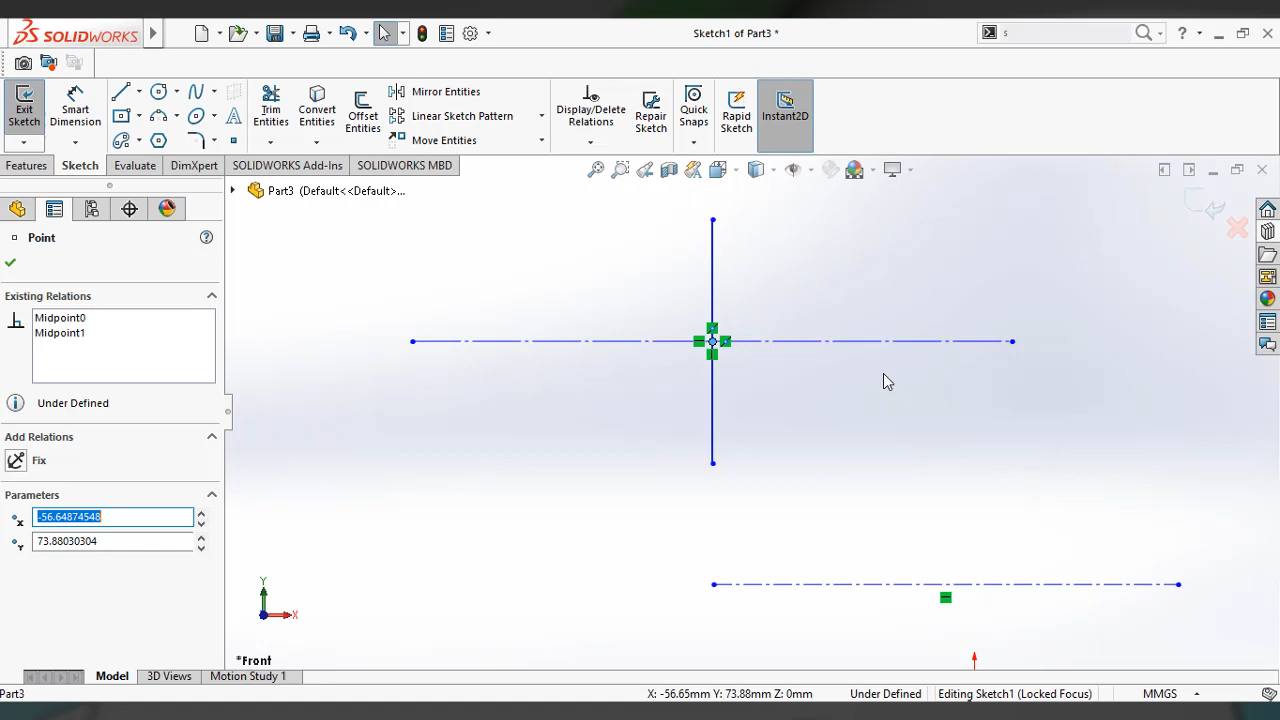 SOLIDWORKS
Sketch1 of Part3 *
s
?
Exit Sketch
Smart Dimension
Trim Entities
Convert Entities
Offset Entities
Mirror Entities
Linear Sketch Pattern
Move Entities
Display/Delete Relations
Repair Sketch
Quick Snaps
Rapid Sketch
Instant2D
Features
Sketch
Evaluate
DimXpert
SOLIDWORKS Add-Ins
SOLIDWORKS MBD
Part3 (Default<<Default>...
Point
?
Existing Relations
Midpoint0
Midpoint1
Under Defined
Add Relations
Fix
Parameters
X
-56.64874548
Y
73.88030304
Y
X
*Front
Model
3D Views
Motion Study 1
Part3
X: -56.65mm Y: 73.88mm Z: 0mm
Under Defined
Editing Sketch1 (Locked Focus)
MMGS